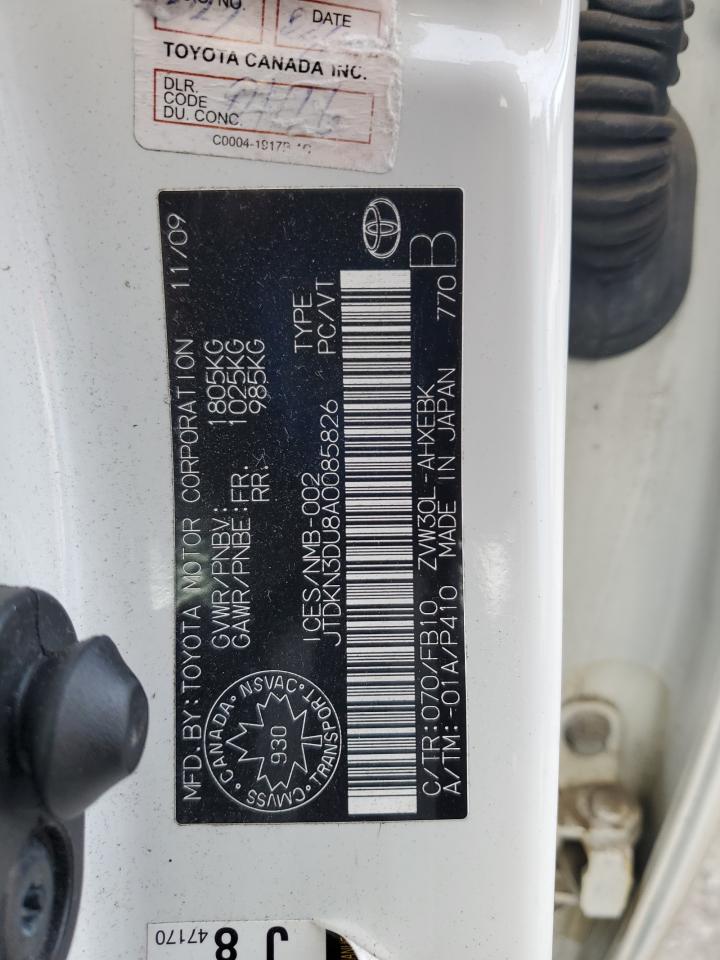 NO.
DATE
TOYOTA CANADA INC.
DLR.
CODE
DU. CONC.
MFD. BY: TOYOTA MOTOR CORPORATION 11/09
GVWR/PNBV: 1805KG
GAWR/PNBE: FR. 1025KG
RR. 985KG
ICES/NMB-002 TYPE
JTDKN3DU8A0085826 PC/VT
CANADA · NSVAC · TRANSPORT · CMVSS
930
C/TR: 070/FB10 ZVW30L-AHXEBK
A/TM: -01A/P410 MADE IN JAPAN 770 B
J8
47170